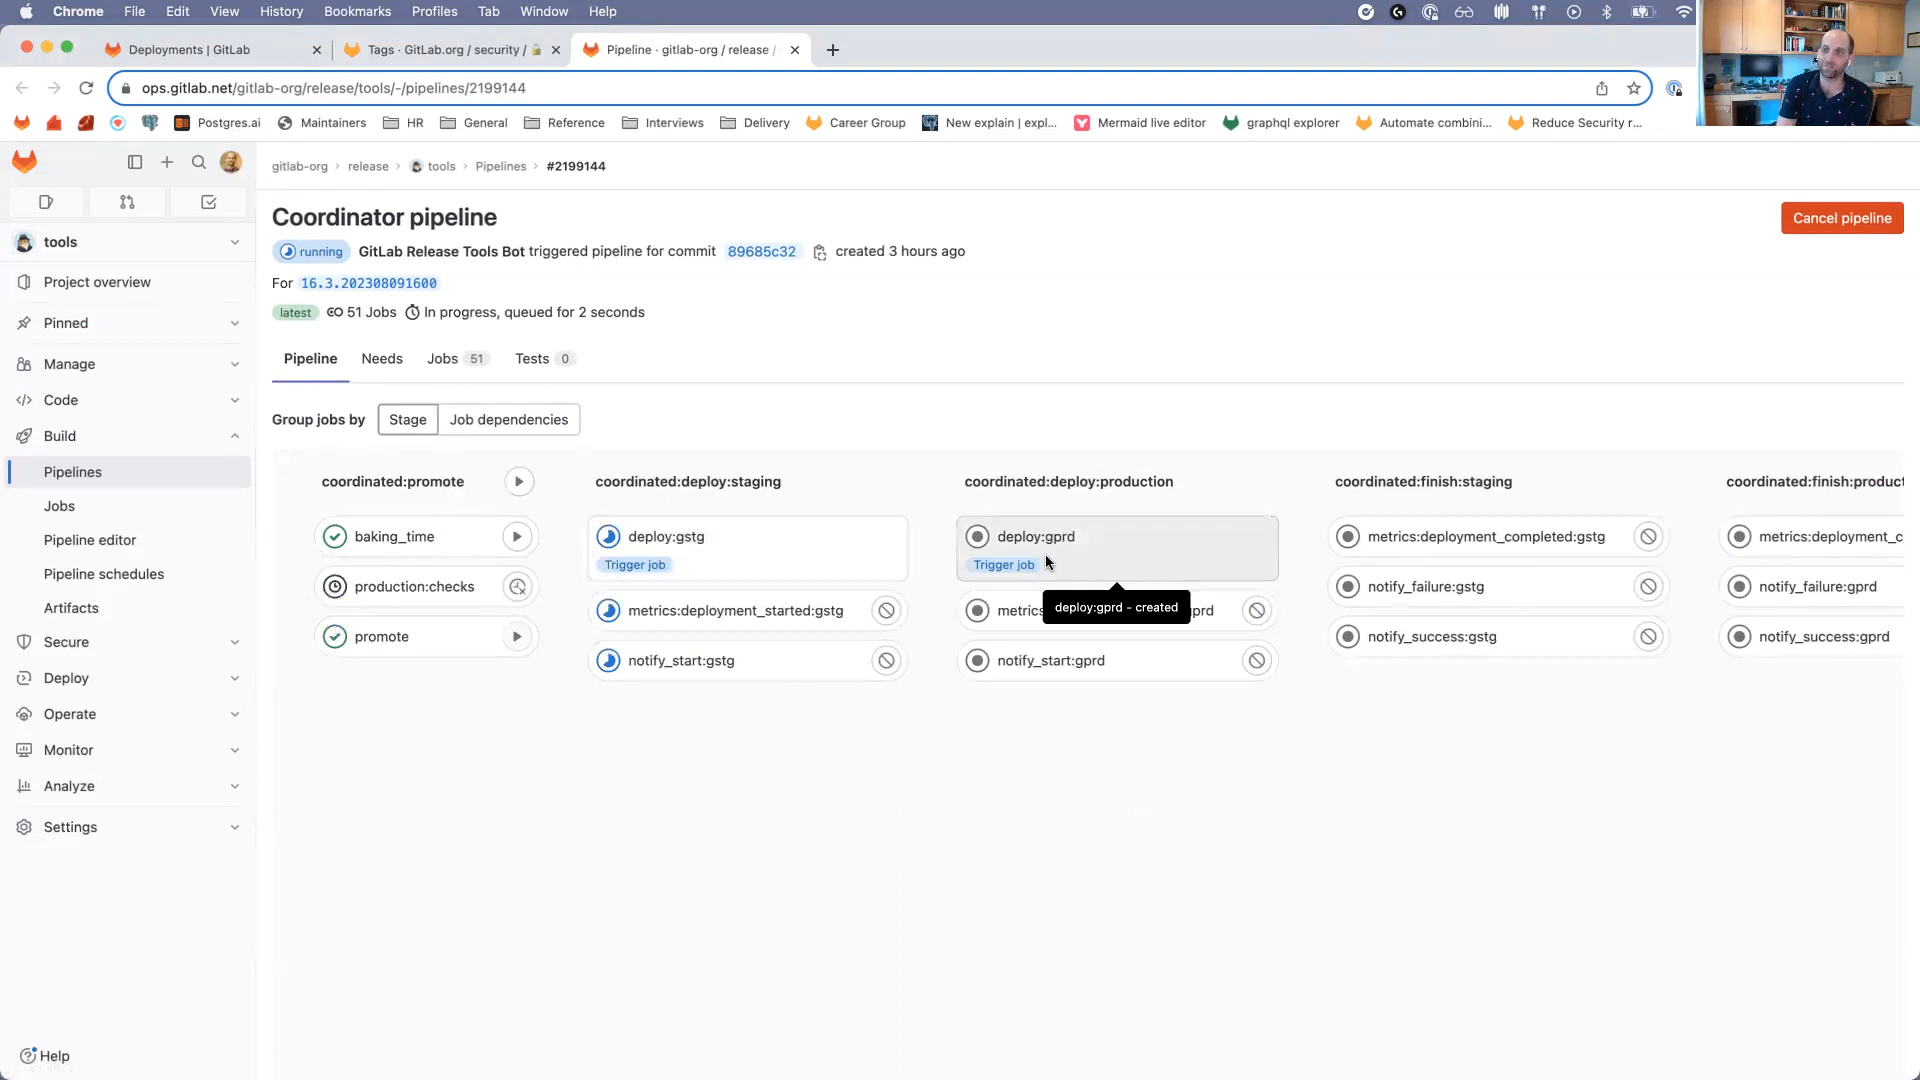 Chrome File Edit View History Bookmarks Profiles Tab Window Help
Deployments | GitLab
Tags · GitLab.org / security /
Pipeline · gitlab-org / release /
ops.gitlab.net/gitlab-org/release/tools/-/pipelines/2199144
Postgres.ai Maintainers HR General Reference Interviews Delivery Career Group New explain | expl... Mermaid live editor graphql explorer Automate combini... Reduce Security r...
gitlab-org › release › tools › Pipelines › #2199144
Coordinator pipeline
Cancel pipeline
running GitLab Release Tools Bot triggered pipeline for commit 89685c32 created 3 hours ago
For 16.3.202308091600
latest 51 Jobs In progress, queued for 2 seconds
Pipeline Needs Jobs 51 Tests 0
Group jobs by Stage Job dependencies
tools
Project overview
Pinned
Manage
Code
Build
Pipelines
Jobs
Pipeline editor
Pipeline schedules
Artifacts
Secure
Deploy
Operate
Monitor
Analyze
Settings
Help
coordinated:promote
baking_time
production:checks
promote
coordinated:deploy:staging
deploy:gstg
Trigger job
metrics:deployment_started:gstg
notify_start:gstg
coordinated:deploy:production
deploy:gprd
Trigger job
deploy:gprd - created
metrics
gprd
notify_start:gprd
coordinated:finish:staging
metrics:deployment_completed:gstg
notify_failure:gstg
notify_success:gstg
coordinated:finish:product
metrics:deployment_c
notify_failure:gprd
notify_success:gprd